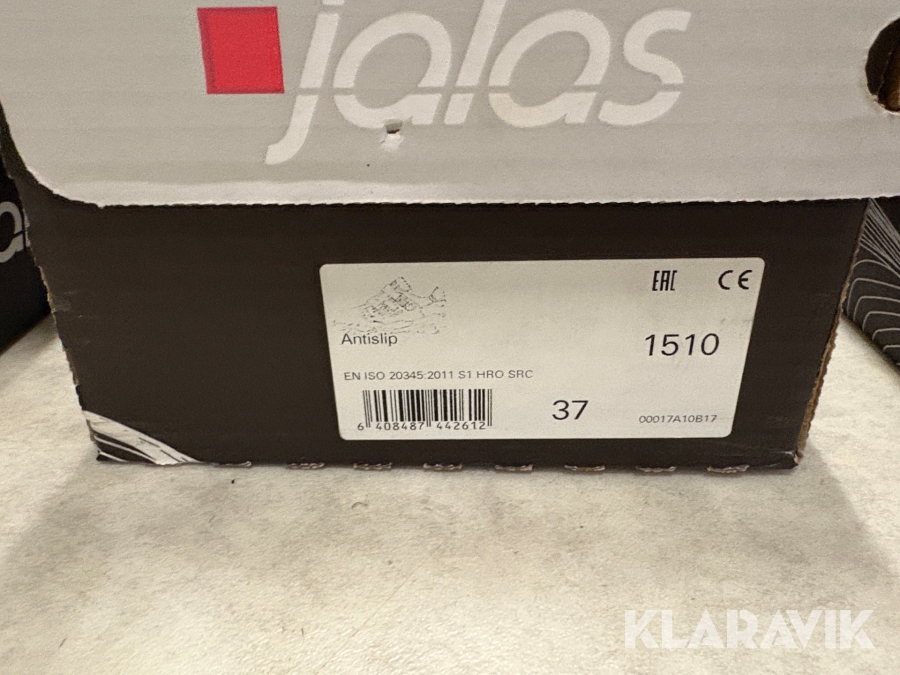 jalas
EAC CE
Antislip
1510
EN ISO 20345:2011 S1 HRO SRC
6 408487 442612
37
00017A10B17
KLARAVIK